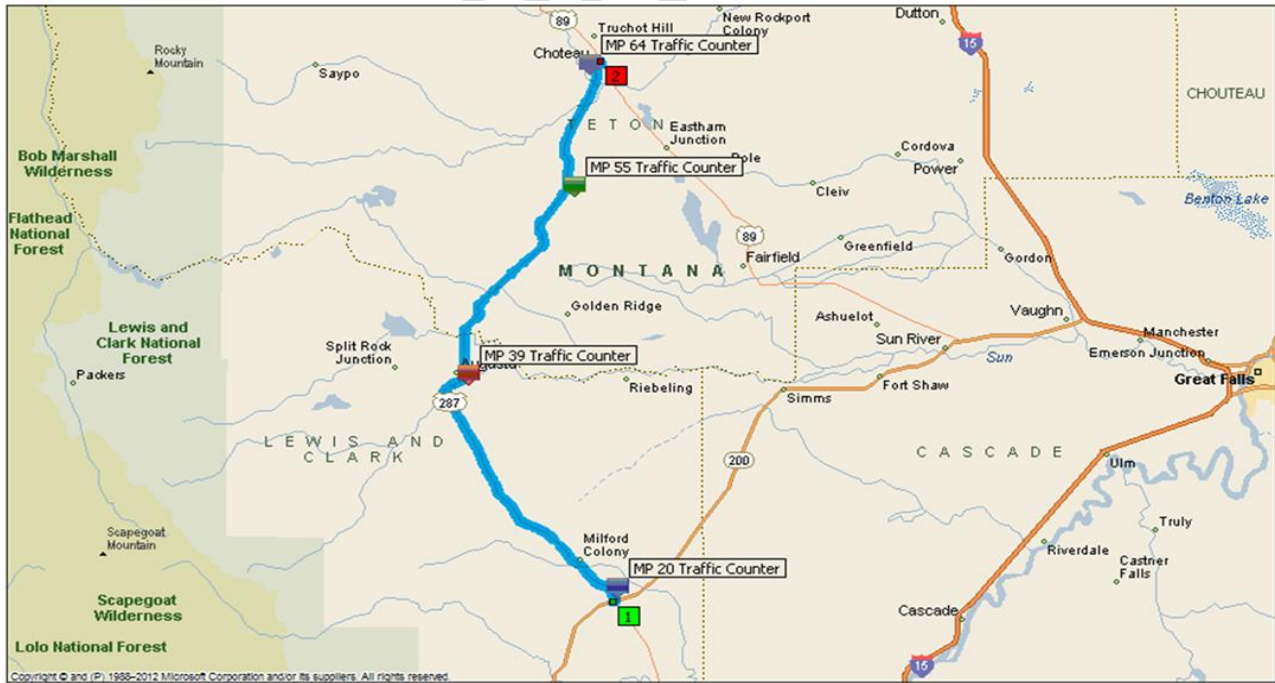 89
Truchot Hill
New Rockport
Colony
Dutton
15
Rocky
Mountain
Saypo
Choteau
MP 64 Traffic Counter
2
CHOUTEAU
TETON
Eastham
Junction
Cordova
Power
Bob Marshall
Wilderness
MP 55 Traffic Counter
Cleiv
Benton Lake
Flathead
National
Forest
89
Greenfield
Gordon
MONTANA
Fairfield
Golden Ridge
Vaughn
Lewis and
Clark National
Forest
Ashuelot
Manchester
Split Rock
Junction
MP 39 Traffic Counter
Sun River
Sun
Emerson Junction
Packers
Riebeling
Fort Shaw
Great Falls
287
Simms
LEWIS AND
CLARK
200
CASCADE
Ulm
Scapegoat
Mountain
Milford
Colony
Truly
Riverdale
MP 20 Traffic Counter
Castner
Falls
Scapegoat
Wilderness
1
Cascade
Lolo National Forest
15
Copyright © and (P) 1988–2012 Microsoft Corporation and/or its suppliers. All rights reserved.